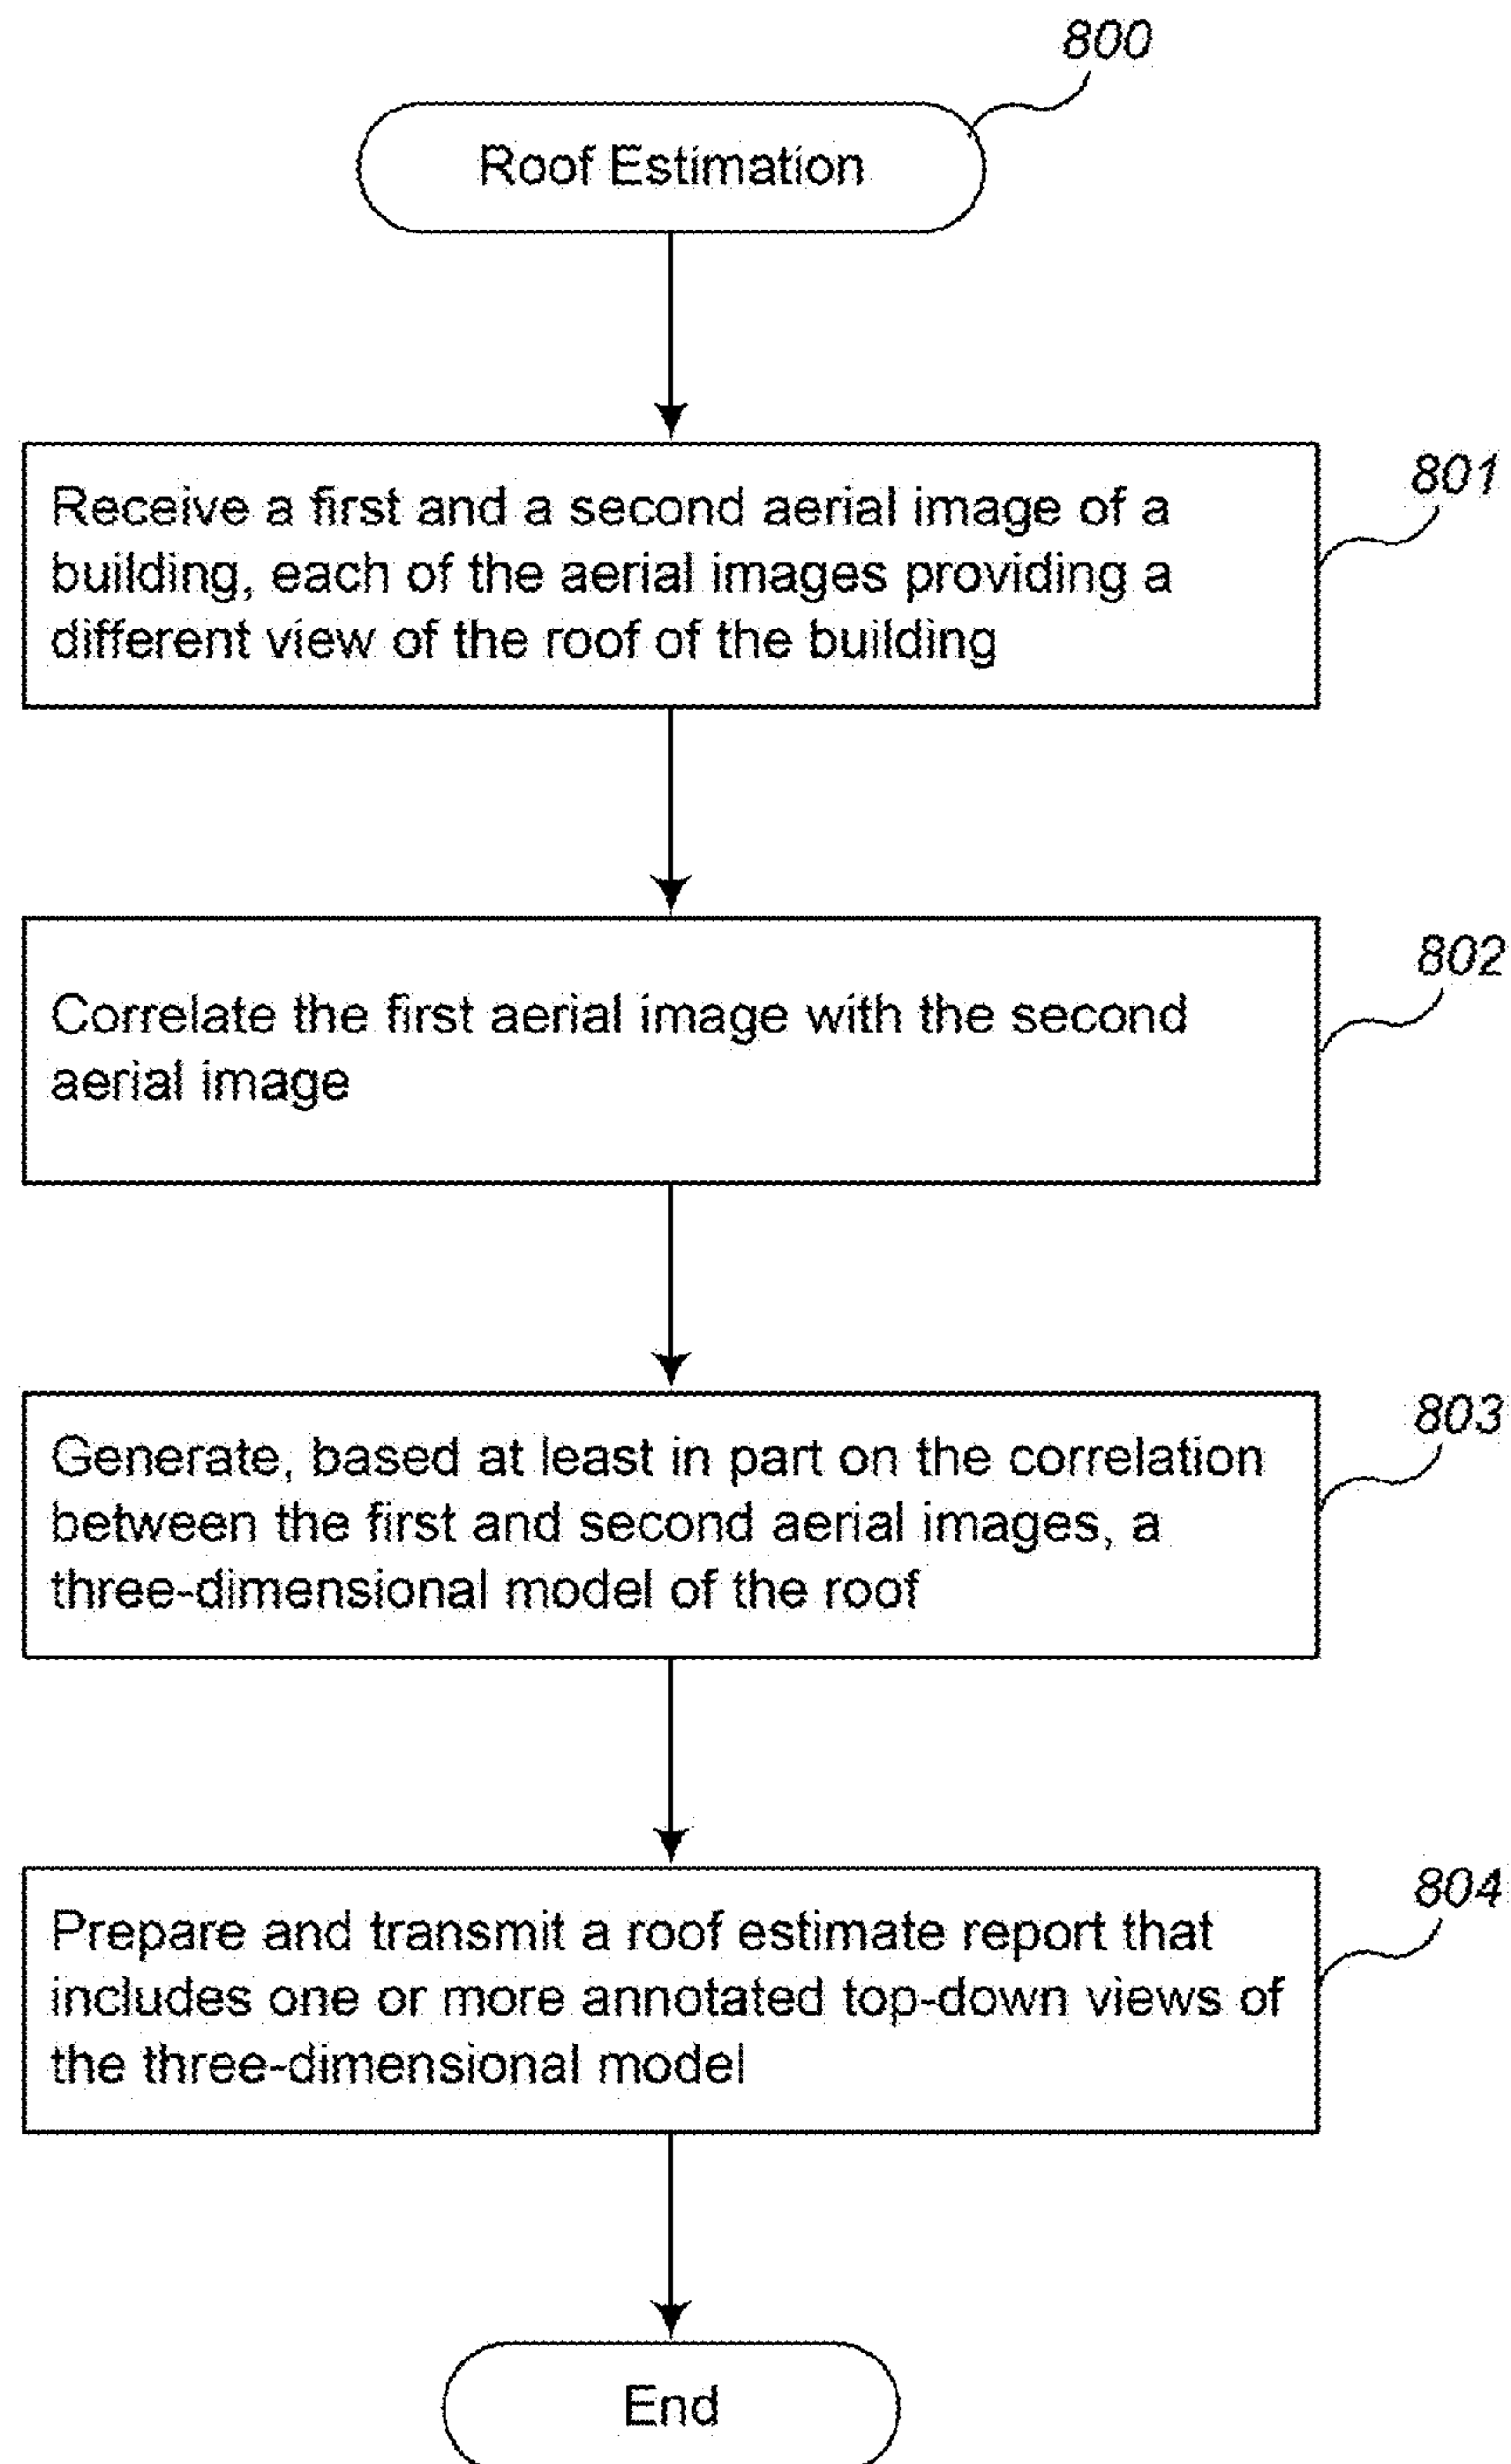 800
Roof Estimation
801
Receive a first and a second aerial image of a
building, each of the aerial images providing a
different view of the roof of the building
802
Correlate the first aerial image with the second
aerial image
803
Generate, based at least in part on the correlation
between the first and second aerial images, a
three-dimensional model of the roof
804
Prepare and transmit a roof estimate report that
includes one or more annotated top-down views of
the three-dimensional model
End